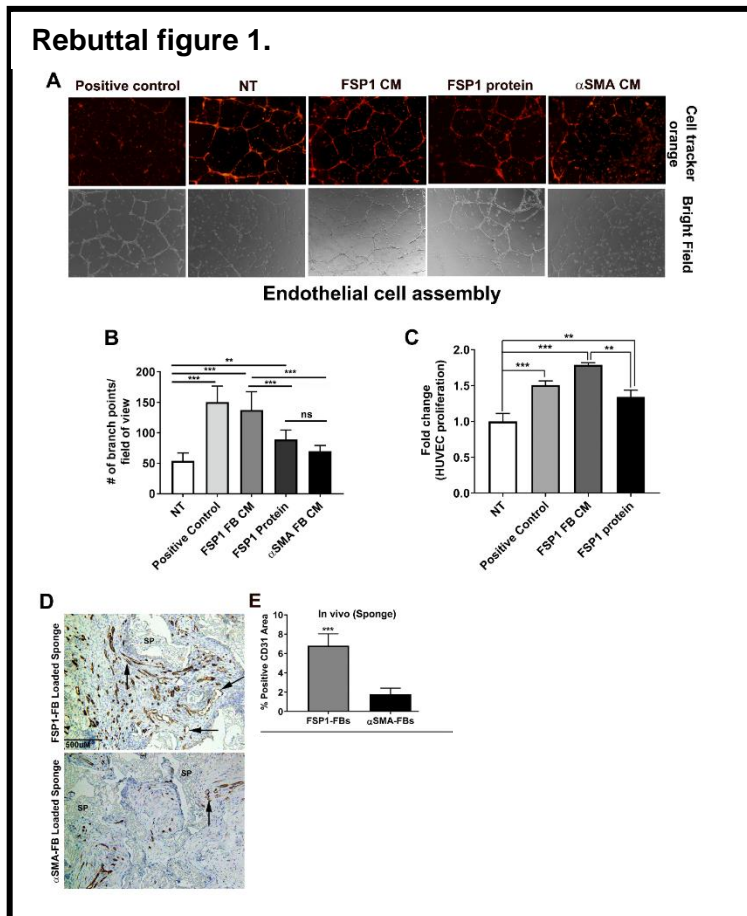 Rebuttal figure 1.
A
Positive control
NT
FSP1 CM
FSP1 protein
αSMA CM
Cell tracker
orange
Bright Field
Endothelial cell assembly
B
# of branch points/
field of view
200
150
100
50
0
**
***
***
***
***
ns
NT
Positive Control
FSP1 FB CM
FSP1 Protein
αSMA FB CM
C
Fold change
(HUVEC proliferation)
2.0
1.5
1.0
0.5
0.0
**
***
**
***
NT
Positive Control
FSP1 FB CM
FSP1 protein
D
FSP1-FB Loaded Sponge
SP
500uM
αSMA-FB Loaded Sponge
SP
SP
E
In vivo (Sponge)
% Positive CD31 Area
10
8
6
4
2
0
***
FSP1-FBs
αSMA-FBs